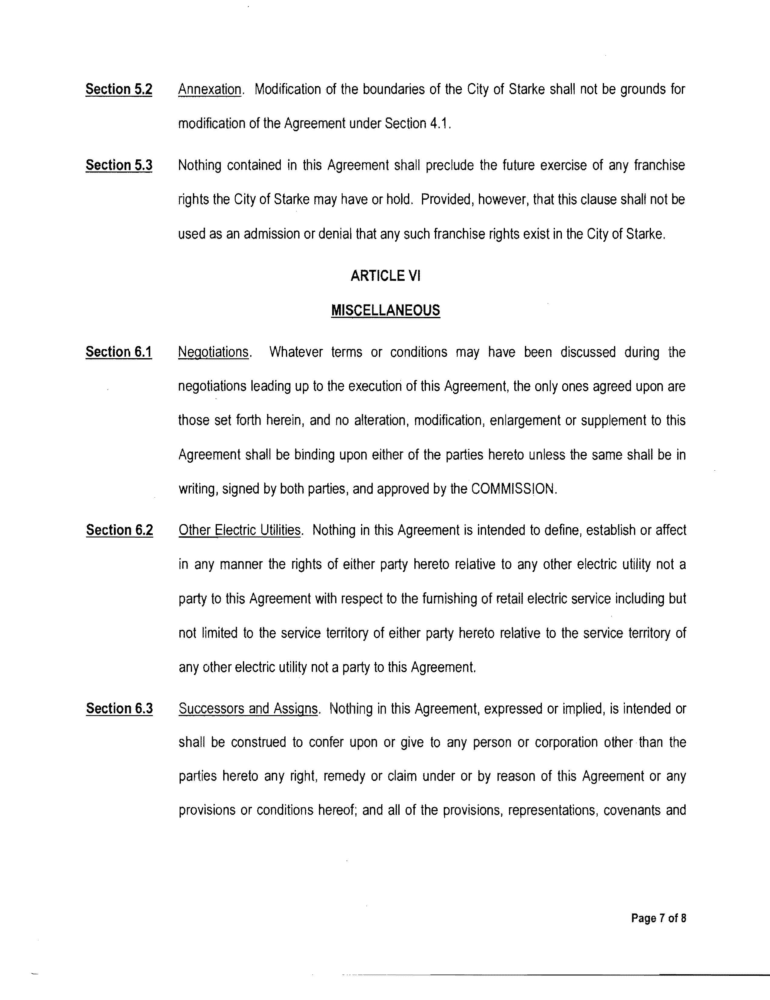 Section 5.2 Annexation. Modification of the boundaries of the City of Starke shall not be grounds for
modification of the Agreement under Section 4.1.
Section 5.3 Nothing contained in this Agreement shall preclude the future exercise of any franchise
rights the City of Starke may have or hold. Provided, however, that this clause shall not be
used as an admission or denial that any such franchise rights exist in the City of Starke.
ARTICLE VI
MISCELLANEOUS
Section 6.1 Negotiations. Whatever terms or conditions may have been discussed during the
negotiations leading up to the execution of this Agreement, the only ones agreed upon are
those set forth herein, and no alteration, modification, enlargement or supplement to this
Agreement shall be binding upon either of the parties hereto unless the same shall be in
writing, signed by both parties, and approved by the COMMISSION.
Section 6.2 Other Electric Utilities. Nothing in this Agreement is intended to define, establish or affect
in any manner the rights of either party hereto relative to any other electric utility not a
party to this Agreement with respect to the furnishing of retail electric service including but
not limited to the service territory of either party hereto relative to the service territory of
any other electric utility not a party to this Agreement.
Section 6.3 Successors and Assigns. Nothing in this Agreement, expressed or implied, is intended or
shall be construed to confer upon or give to any person or corporation other than the
parties hereto any right, remedy or claim under or by reason of this Agreement or any
provisions or conditions hereof; and all of the provisions, representations, covenants and
Page 7 of 8